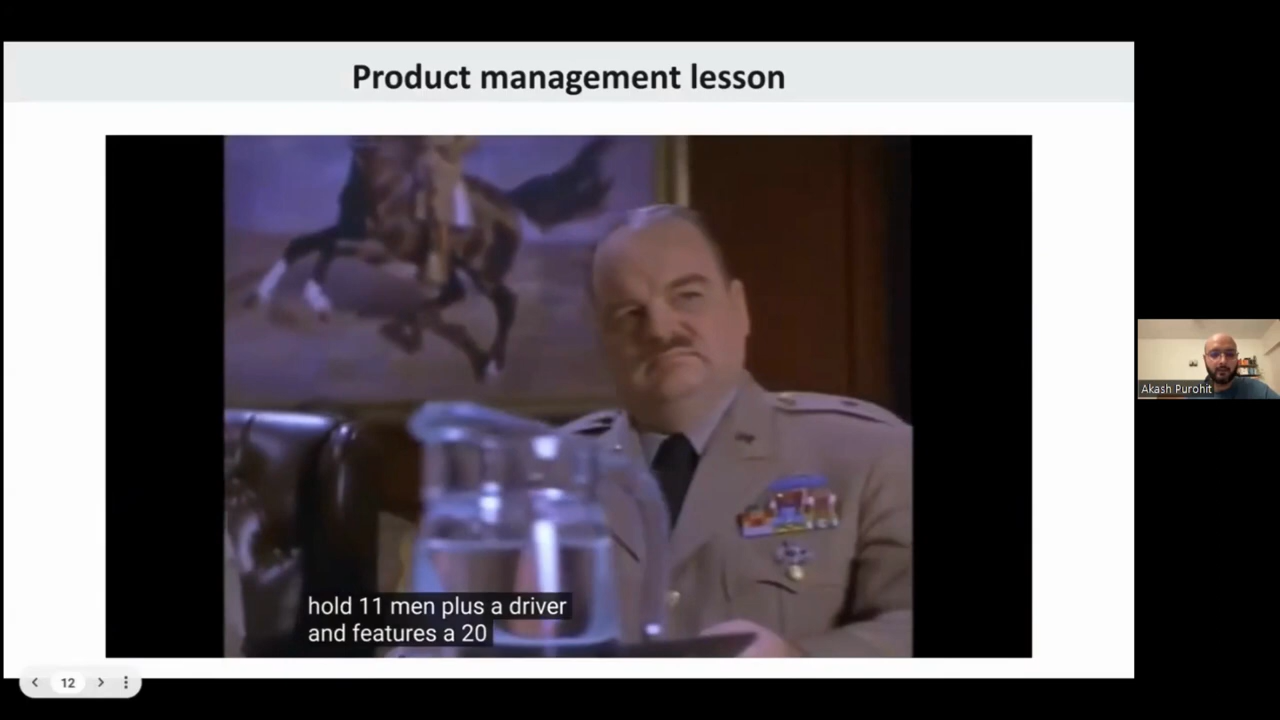 Product management lesson
hold 11 men plus a driver
and features a 20
Akash Purohit
12